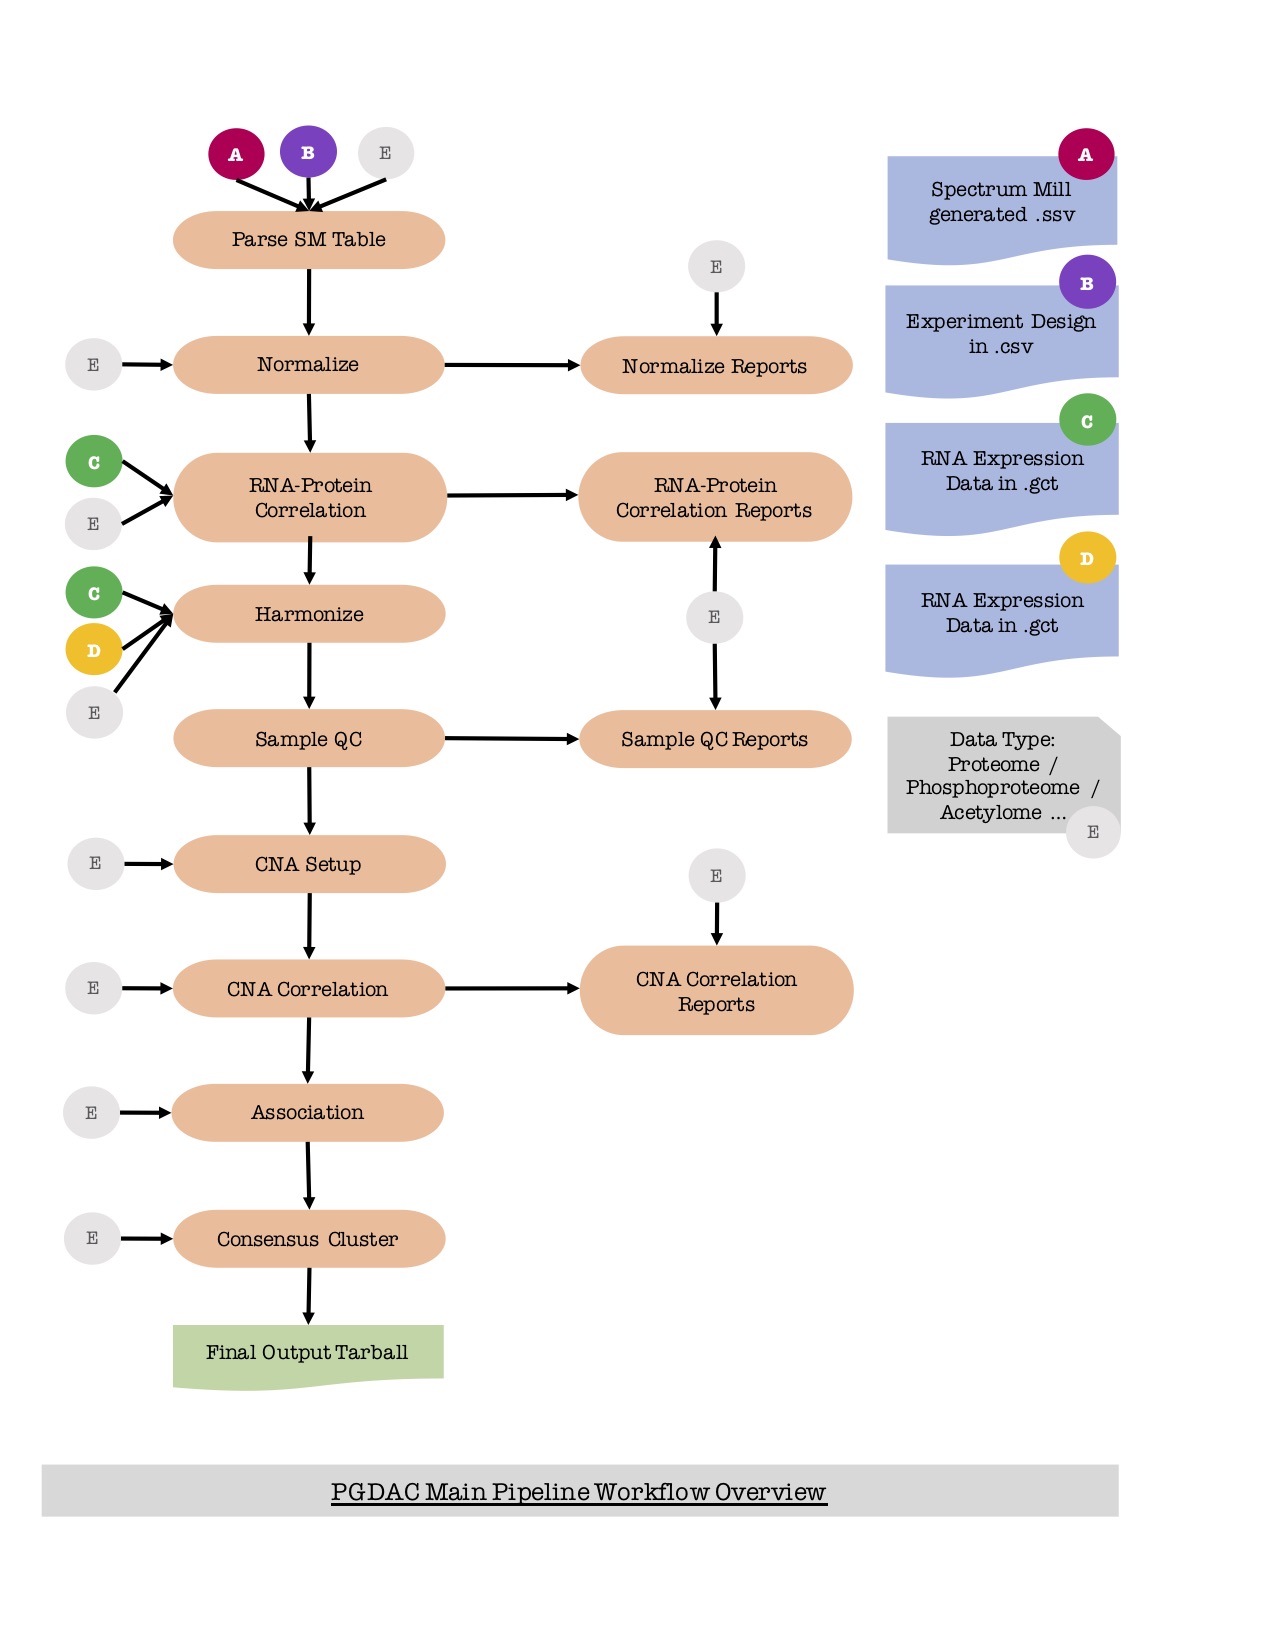 A
B
E
Parse SM Table
E
Normalize
E
Normalize Reports
C
E
RNA-Protein
Correlation
RNA-Protein
Correlation Reports
C
D
E
Harmonize
E
Sample QC
Sample QC Reports
E
CNA Setup
E
CNA Correlation
E
CNA Correlation
Reports
E
Association
E
Consensus Cluster
Final Output Tarball
A
Spectrum Mill
generated .ssv
B
Experiment Design
in .csv
C
RNA Expression
Data in .gct
D
RNA Expression
Data in .gct
Data Type:
Proteome /
Phosphoproteome /
Acetylome ...
E
PGDAC Main Pipeline Workflow Overview